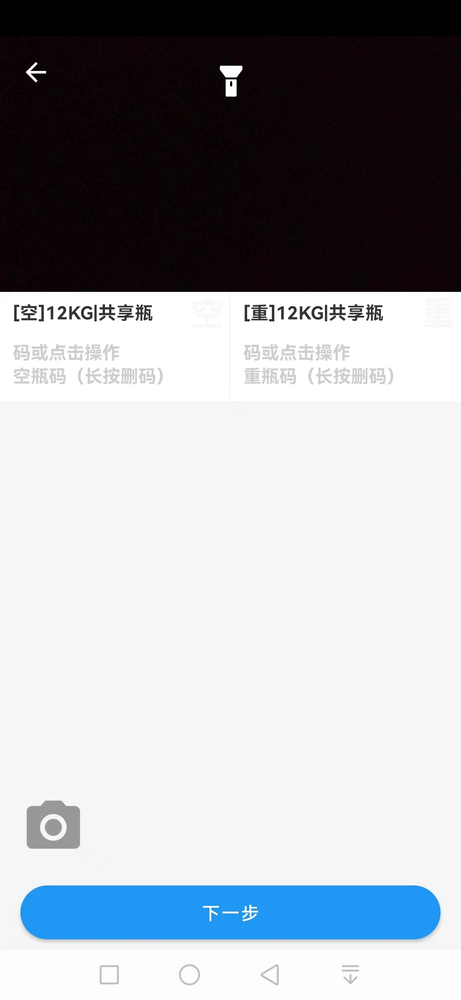 [空]12KG|共享瓶
空
码或点击操作
空瓶码（长按删码）
[重]12KG|共享瓶
重
码或点击操作
重瓶码（长按删码）
下一步